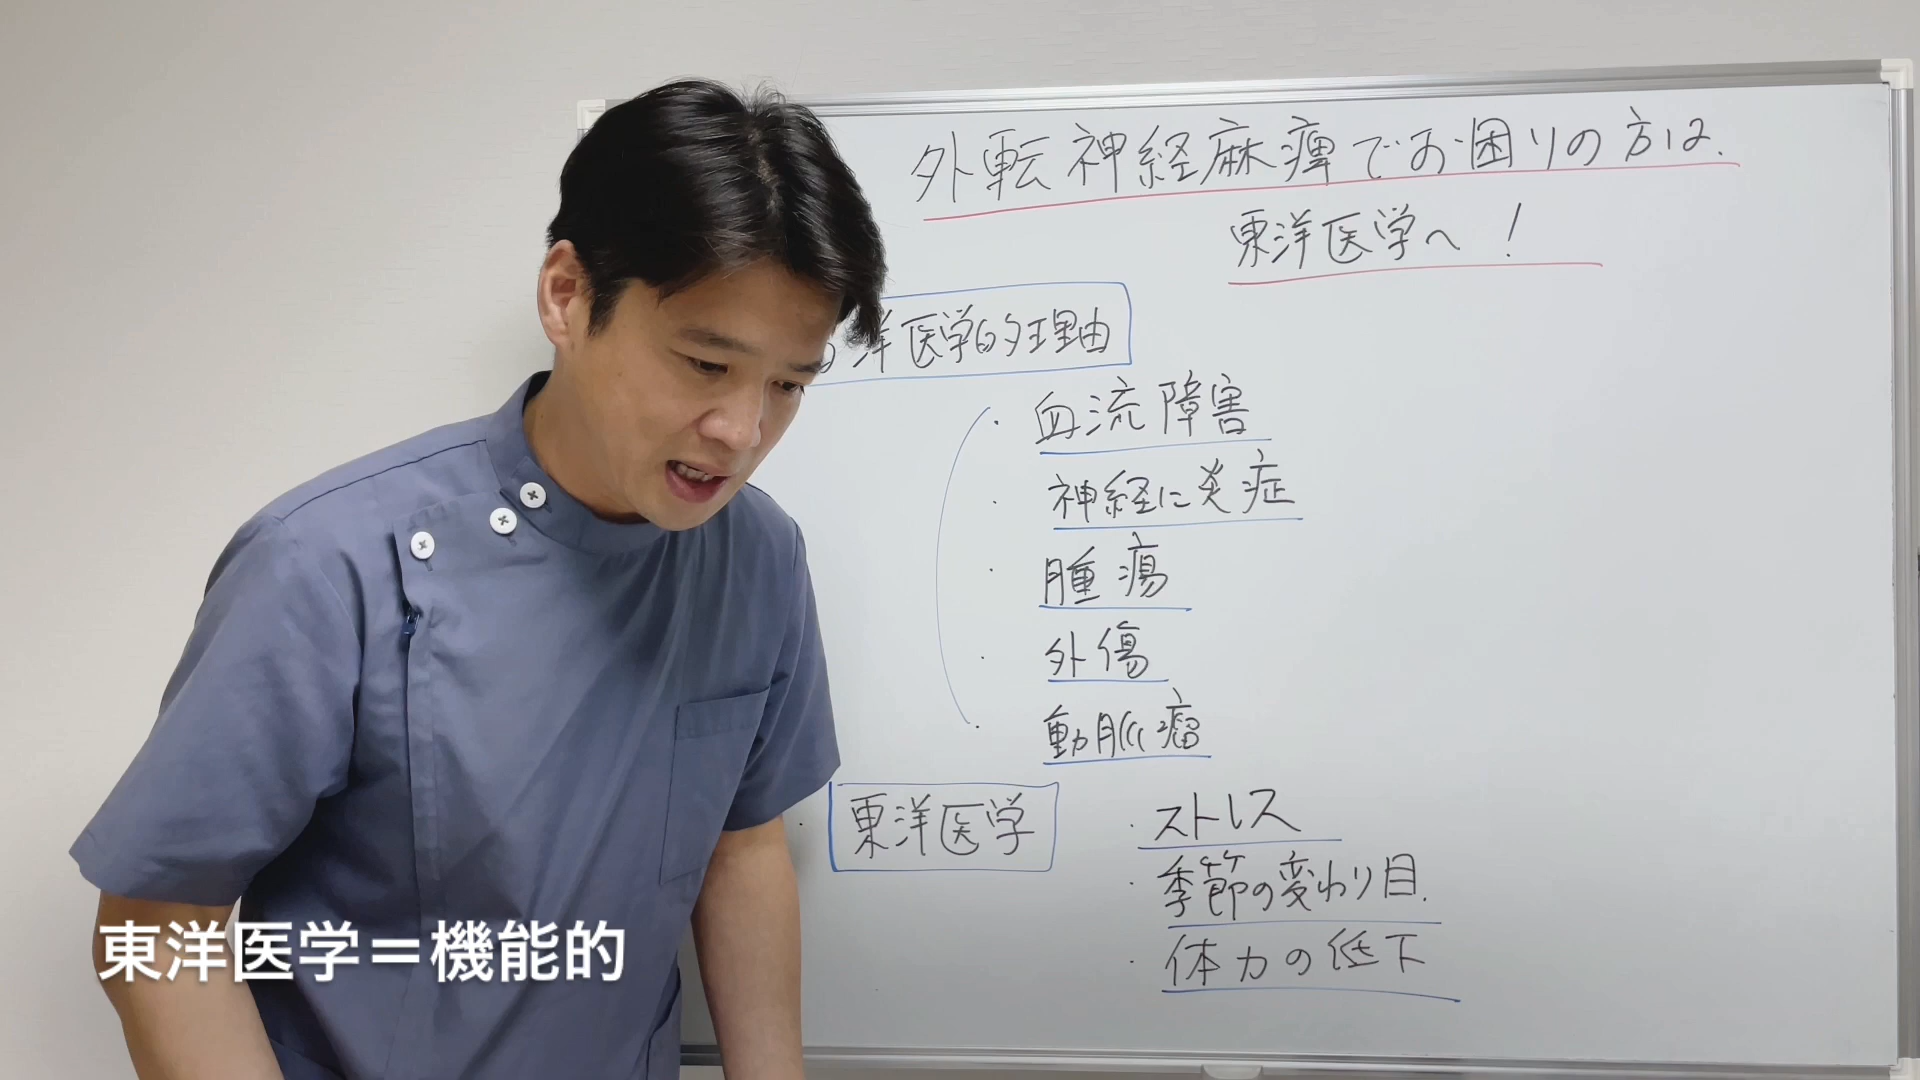 外転神経麻痺でお困りの方は.
東洋医学へ!
洋医学的理由
・血流障害
・神経に炎症
・腫瘍
・外傷
・動脈瘤
東洋医学
・ストレス
・季節の変わり目.
・体力の低下
東洋医学＝機能的